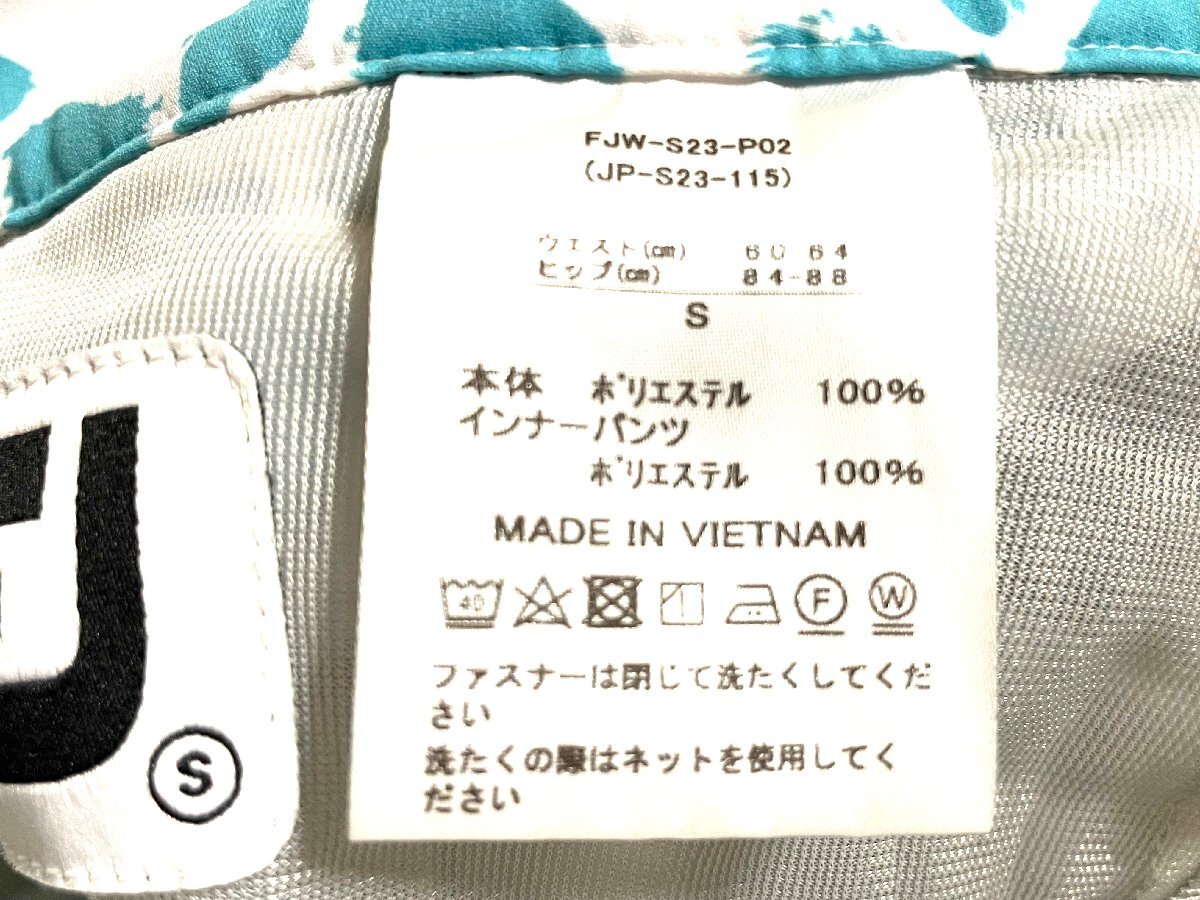 FJW-S23-P02
(JP-S23-115)
ウエスト(cm) 60 64
ヒップ(cm) 84-88
S
本体 ポリエステル 100%
インナーパンツ
ポリエステル 100%
MADE IN VIETNAM
40 F W
ファスナーは閉じて洗たくしてくだ
さい
洗たくの際はネットを使用してく
ださい
S